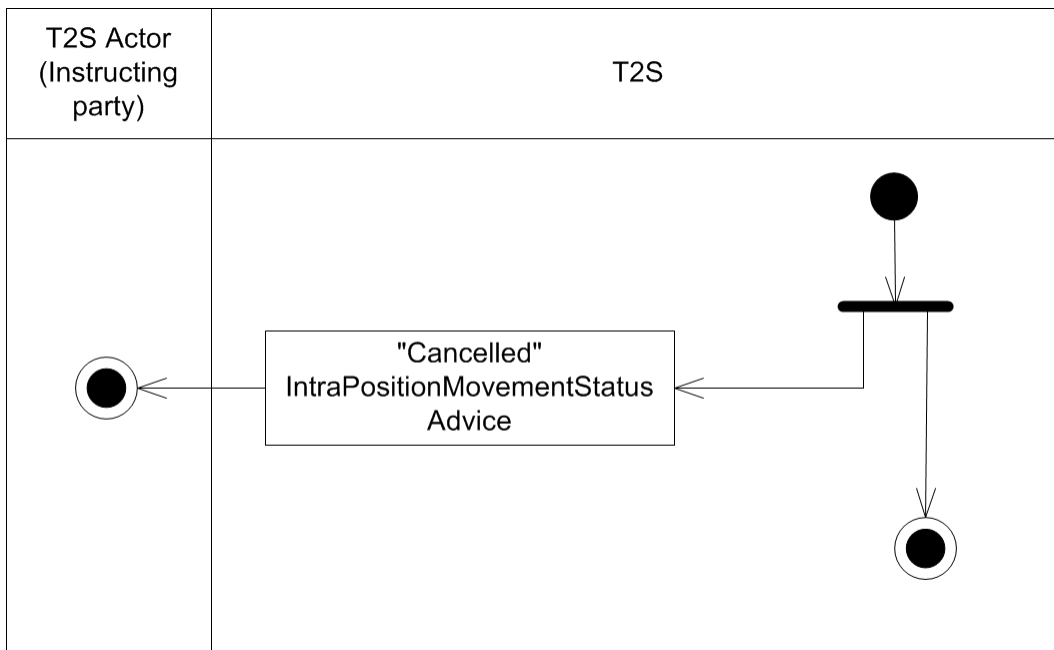 T2S Actor
(Instructing
party)
T2S
"Cancelled"
IntraPositionMovementStatus
Advice